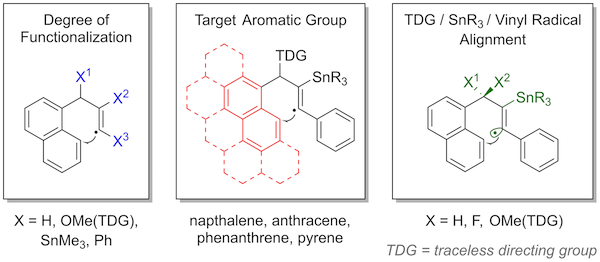 Degree of
Functionalization
X1
X2
X3
X = H, OMe(TDG),
SnMe3, Ph
Target Aromatic Group
TDG
SnR3
napthalene, anthracene,
phenanthrene, pyrene
TDG / SnR3 / Vinyl Radical
Alignment
X1 X2
SnR3
X = H, F, OMe(TDG)
TDG = traceless directing group